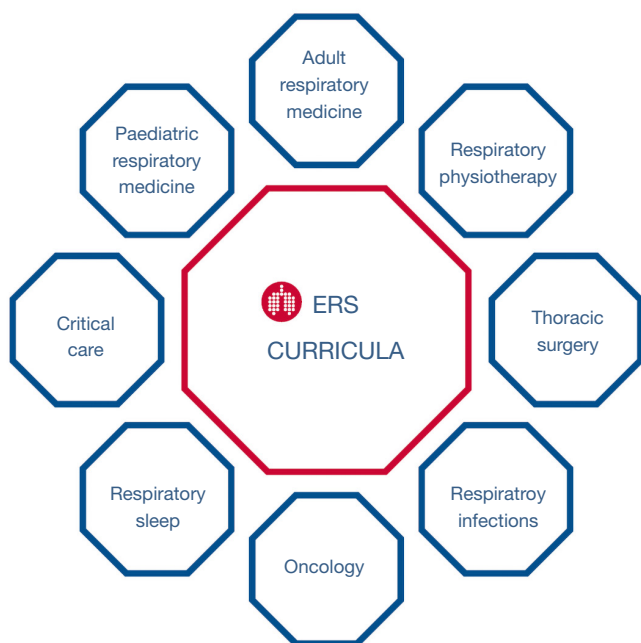 Adult
respiratory
medicine
Paediatric
respiratory
medicine
Respiratory
physiotherapy
ERS
CURRICULA
Critical
care
Thoracic
surgery
Respiratory
sleep
Respiratroy
infections
Oncology